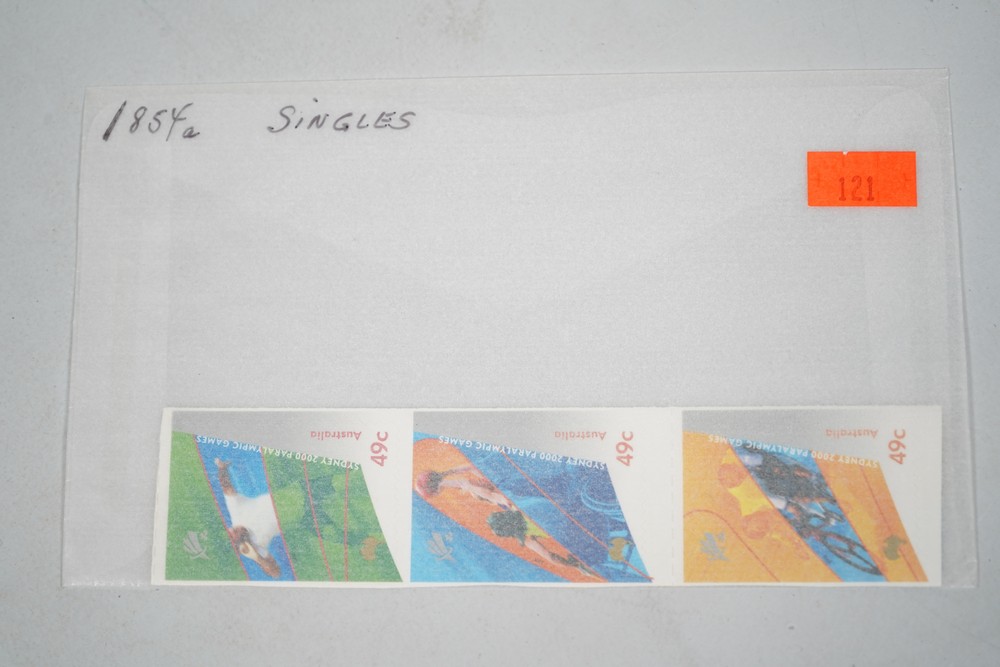 1854a SINGLES
121
Australia 49c
SYDNEY 2000 PARALYMPIC GAMES
Australia 49c
SYDNEY 2000 PARALYMPIC GAMES
Australia 49c
SYDNEY 2000 PARALYMPIC GAMES